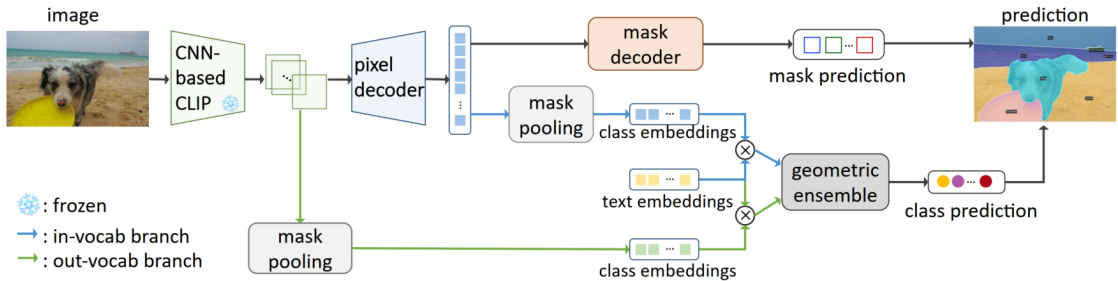 image
prediction
CNN-
based
CLIP
pixel
decoder
...
mask
decoder
...
mask prediction
mask
pooling
...
class embeddings
...
text embeddings
geometric
ensemble
...
class prediction
: frozen
: in-vocab branch
: out-vocab branch
mask
pooling
...
class embeddings